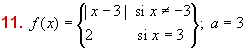 11. f(x) = { |x − 3| si x ≠ −3
2 si x = 3 }; a = 3